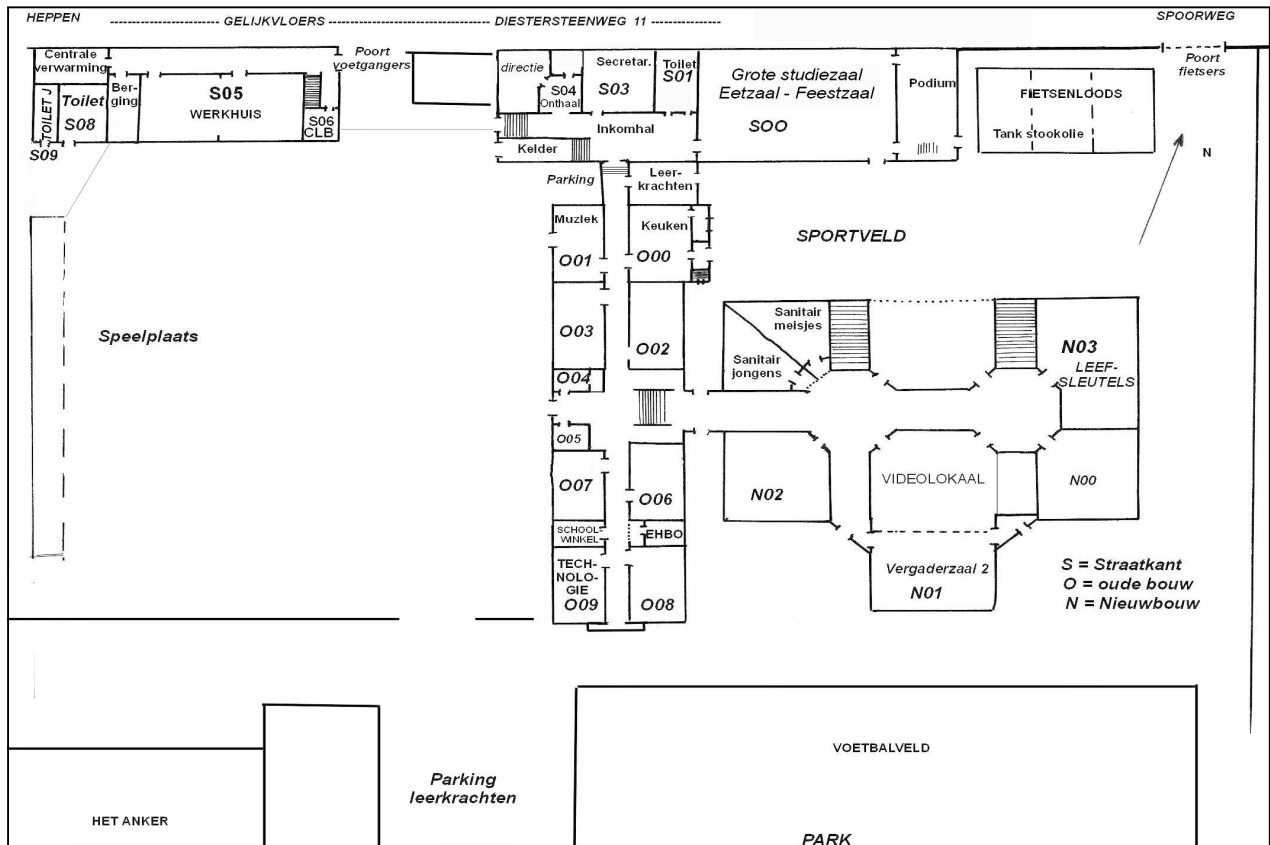 HEPPEN ---------- GELIJKVLOERS ---------------------- DIESTERSTEENWEG 11 ------------- SPOORWEG
Centrale
verwarming
Ber-
ging
TOILET J
Toilet
S08
S09
S05
WERKHUIS
S06
CLB
Poort
voetgangers
directie
S04
Onthaal
Secretar.
S03
Toilet
S01
Inkomhal
Kelder
Grote studiezaal
Eetzaal - Feestzaal
SOO
Podium
FIETSENLOODS
Tank stookolie
Poort
fietsers
N
Parking
Leer-
krachten
Muzlek
O01
Keuken
O00
SPORTVELD
Speelplaats
O03
O02
O04
O05
O07
O06
SCHOOL-
WINKEL
EHBO
TECH-
NOLO-
GIE
O09
O08
Sanitair
meisjes
Sanitair
jongens
N03
LEEF-
SLEUTELS
N02
VIDEOLOKAAL
N00
Vergaderzaal 2
N01
S = Straatkant
O = oude bouw
N = Nieuwbouw
HET ANKER
Parking
leerkrachten
VOETBALVELD
PARK